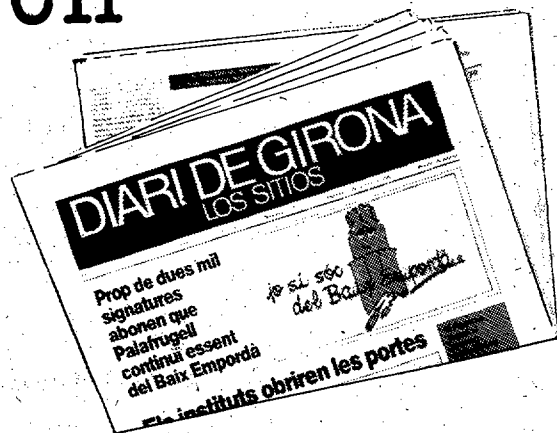 DIARI DE GIRONA
LOS SITIOS
Prop de dues mil
signatures
abonen que
Palafrugell
continuï essent
del Baix Empordà
jo sí sóc
del Baix Empordà
Els instituts obriren les portes